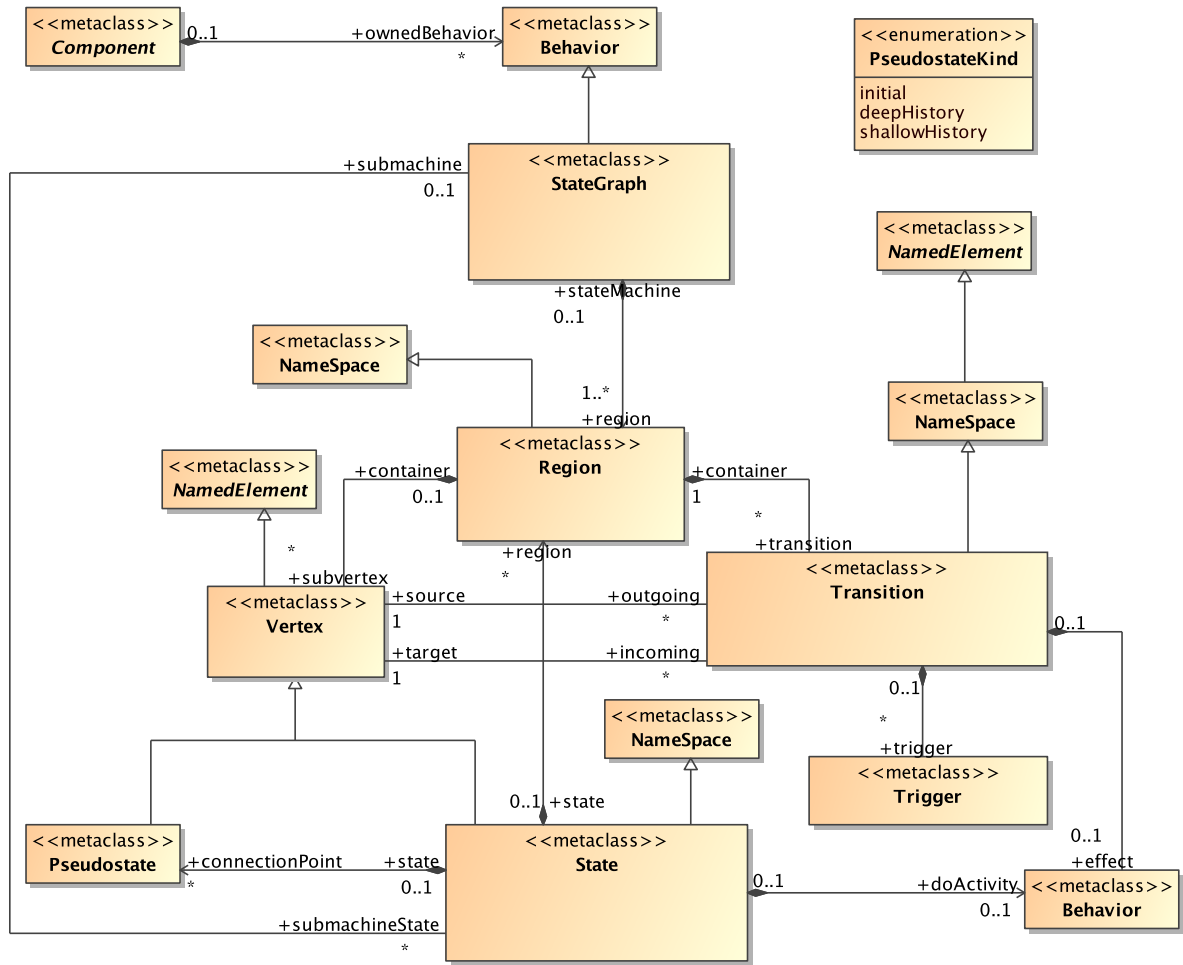 <<metaclass>>
Component
0..1
+ownedBehavior
*
<<metaclass>>
Behavior
<<enumeration>>
PseudostateKind
initial
deepHistory
shallowHistory
+submachine
0..1
<<metaclass>>
StateGraph
<<metaclass>>
NamedElement
+stateMachine
0..1
<<metaclass>>
NameSpace
1..*
+region
<<metaclass>>
NameSpace
<<metaclass>>
NamedElement
+container
0..1
<<metaclass>>
Region
+container
1
*
+transition
*
+subvertex
+region
*
<<metaclass>>
Vertex
+source
1
+outgoing
*
+target
1
+incoming
*
<<metaclass>>
Transition
0..1
0..1
*
+trigger
<<metaclass>>
NameSpace
<<metaclass>>
Trigger
0..1
+state
<<metaclass>>
Pseudostate
+connectionPoint
*
+state
0..1
<<metaclass>>
State
0..1
+doActivity
0..1
0..1
+effect
<<metaclass>>
Behavior
+submachineState
*